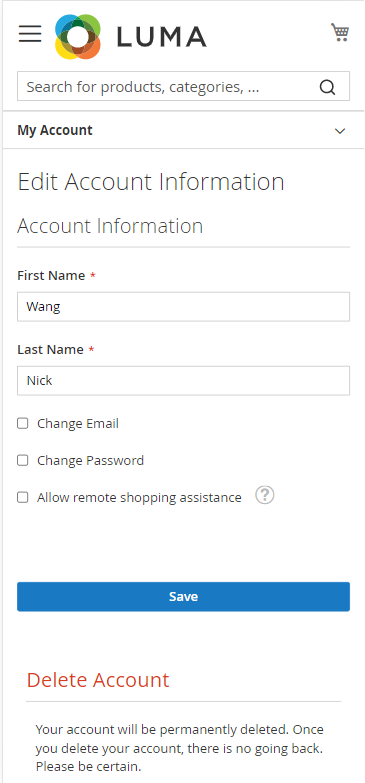 LUMA
Search for products, categories, ...
My Account
Edit Account Information
Account Information
First Name *
Wang
Last Name *
Nick
Change Email
Change Password
Allow remote shopping assistance ?
Save
Delete Account
Your account will be permanently deleted. Once
you delete your account, there is no going back.
Please be certain.